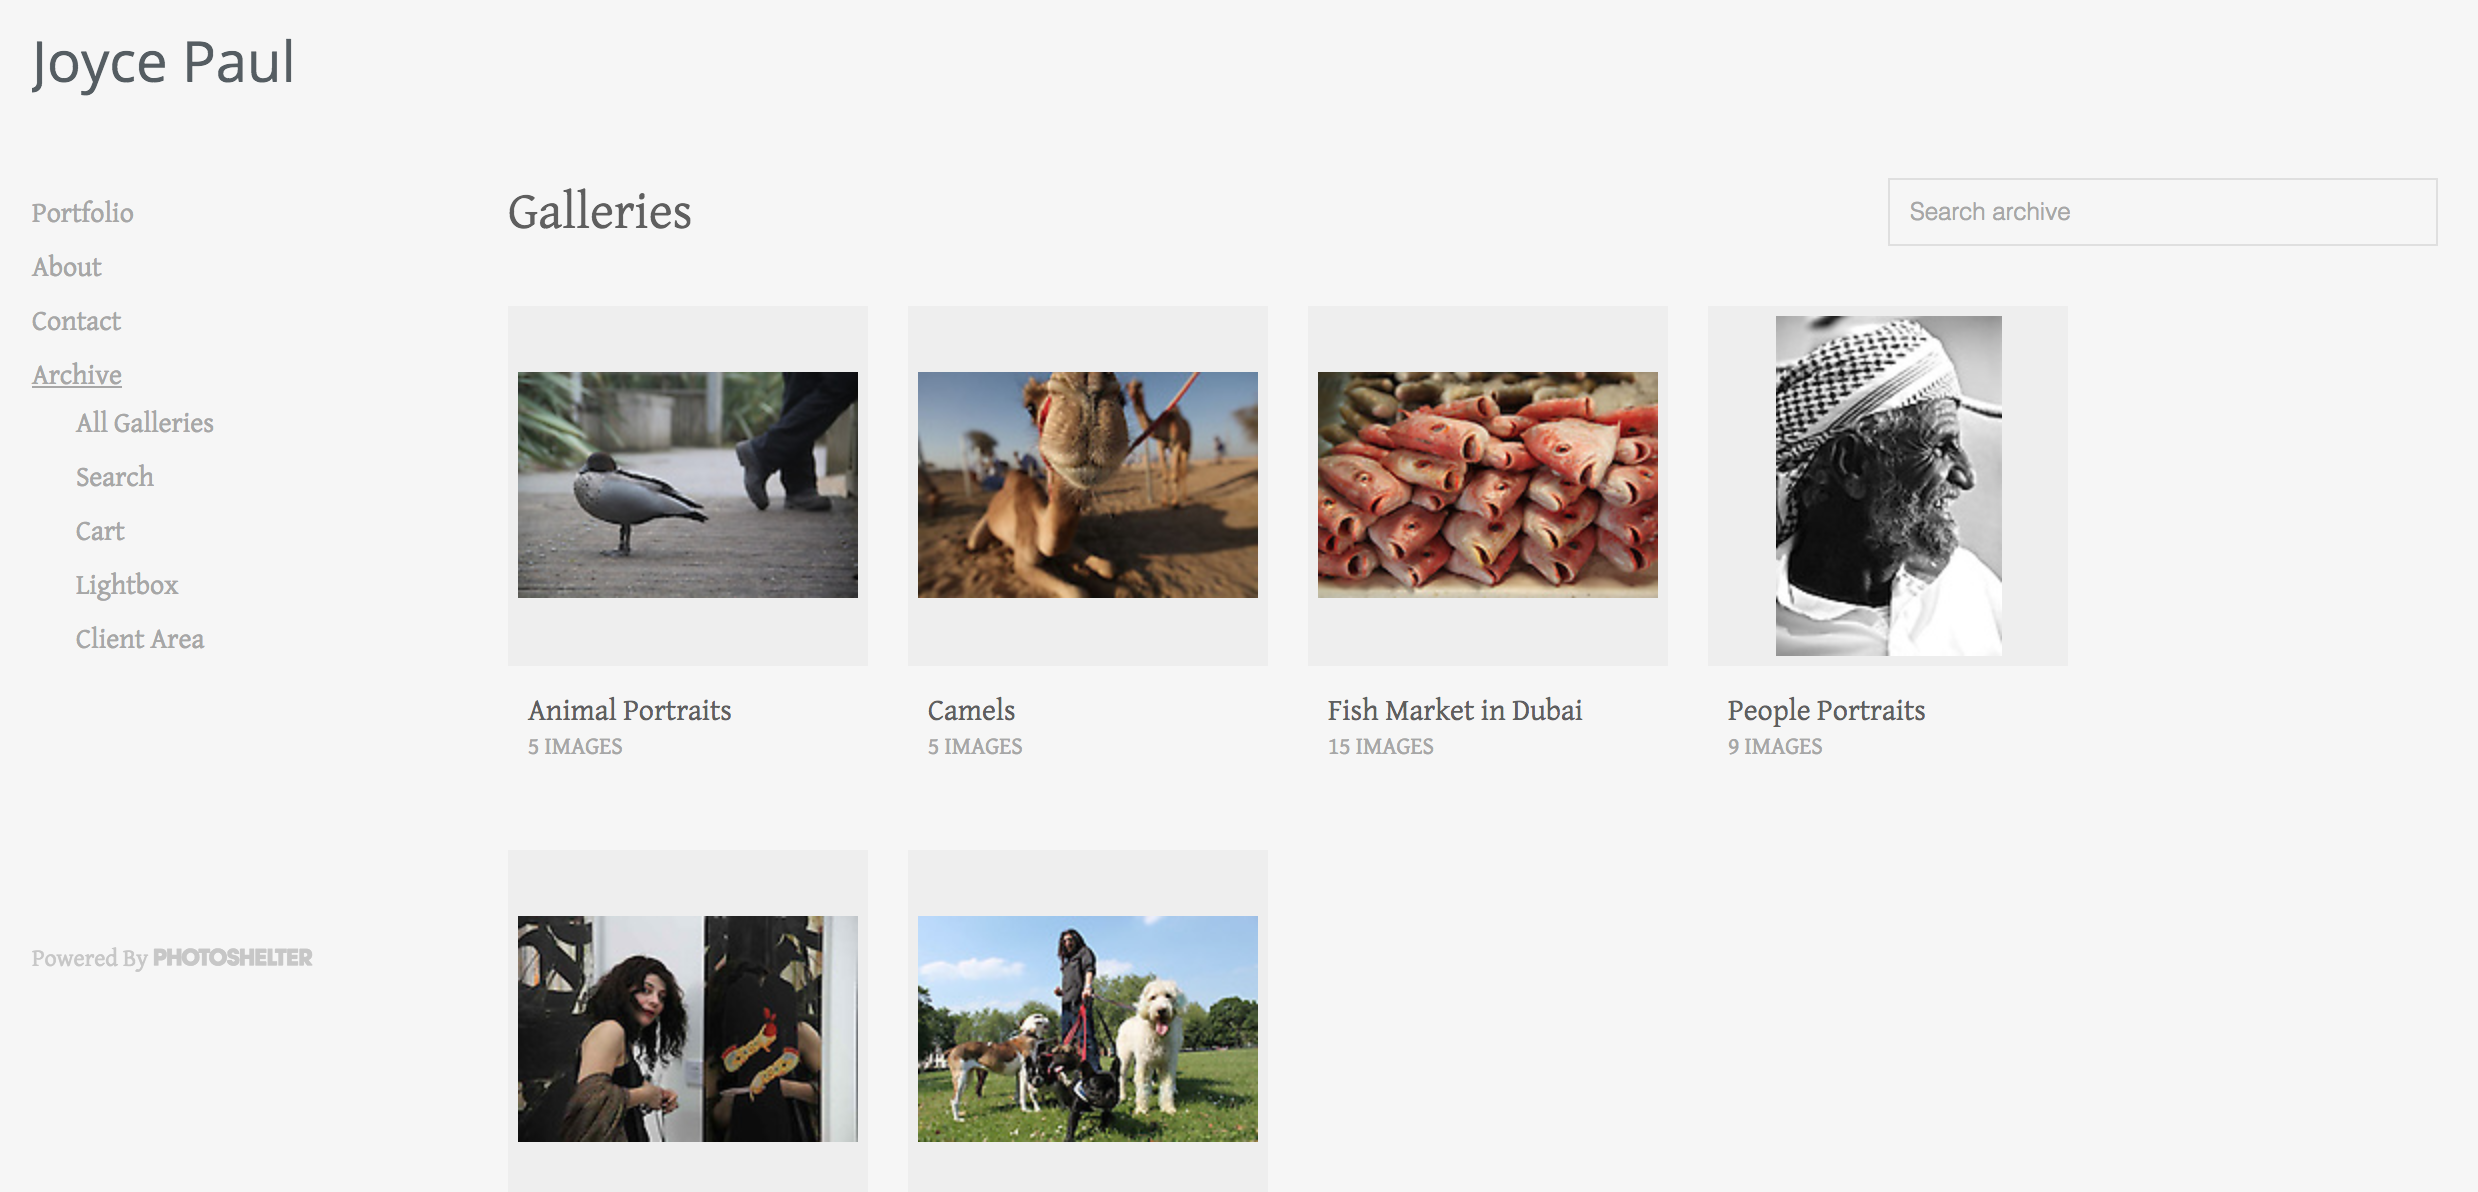 Joyce Paul
Portfolio
About
Contact
Archive
All Galleries
Search
Cart
Lightbox
Client Area
Powered By PHOTOSHELTER
Galleries
Search archive
Animal Portraits
5 IMAGES
Camels
5 IMAGES
Fish Market in Dubai
15 IMAGES
People Portraits
9 IMAGES